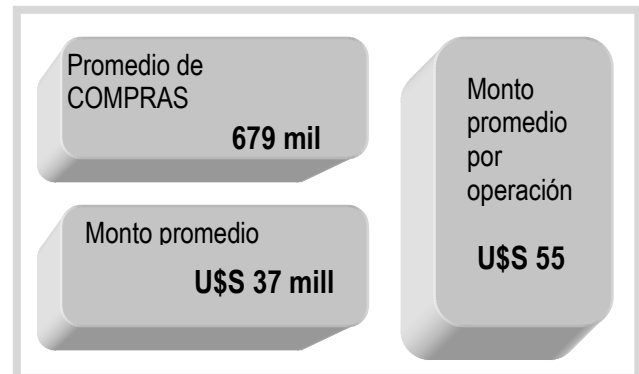 Promedio de
COMPRAS
679 mil
Monto promedio
U$S 37 mill
Monto
promedio
por
operación
U$S 55